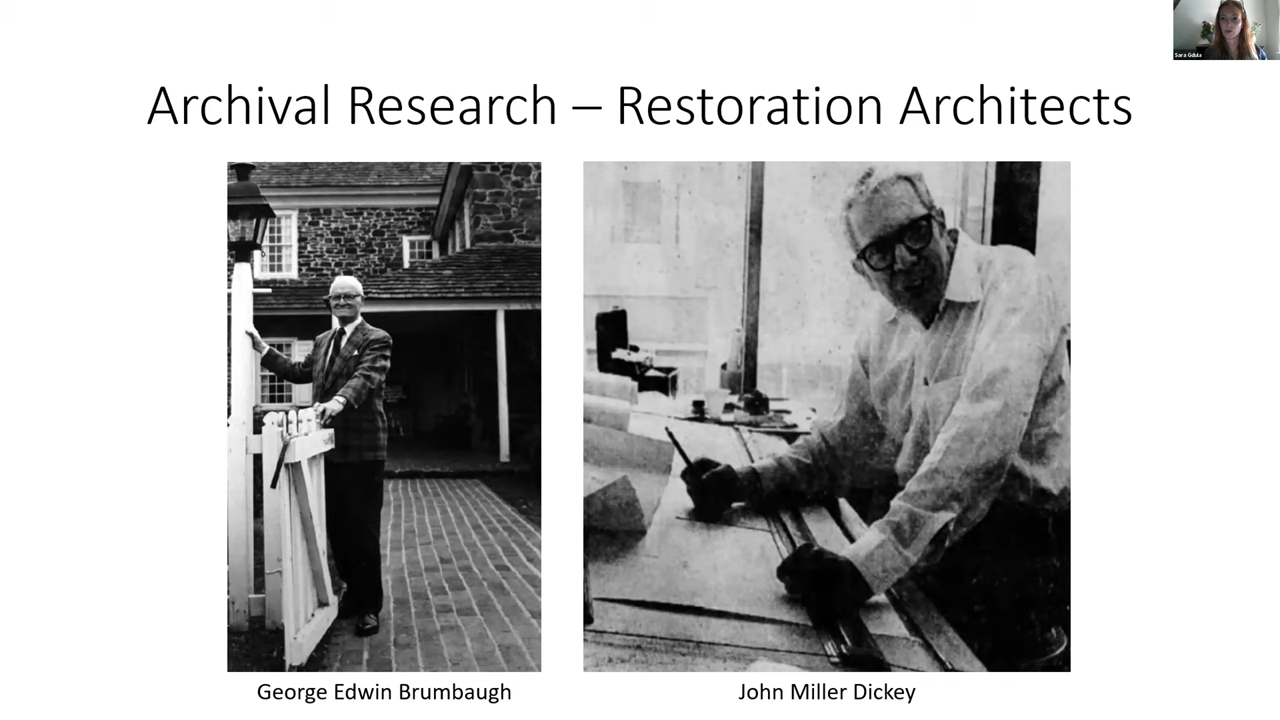 Sara Gdula
Archival Research – Restoration Architects
George Edwin Brumbaugh
John Miller Dickey